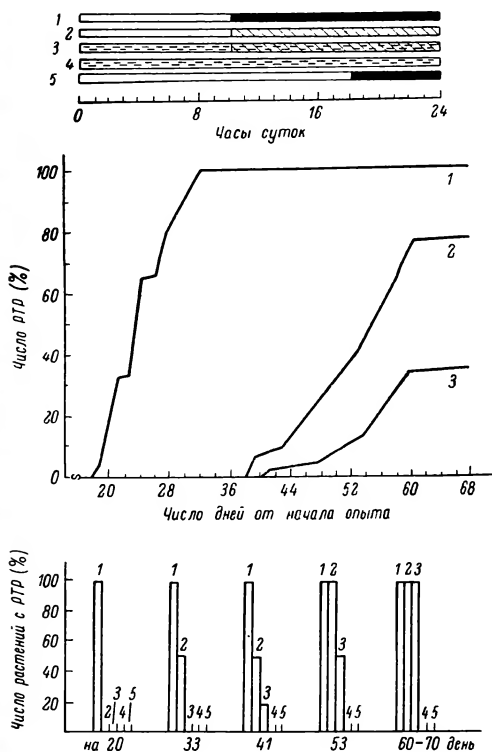 1
2
3
4
5
0 8 16 24
Часы суток
Число РТР (%)
100
80
60
40
20
0
1
2
3
20 28 36 44 52 60 68
Число дней от начала опыта
Число растений с РТР (%)
100
80
60
40
20
1 2 3 4 5
1 2 3 4 5
1 2 3 4 5
1 2 3 4 5
1 2 3 4 5
на 20 33 41 53 60-70 день